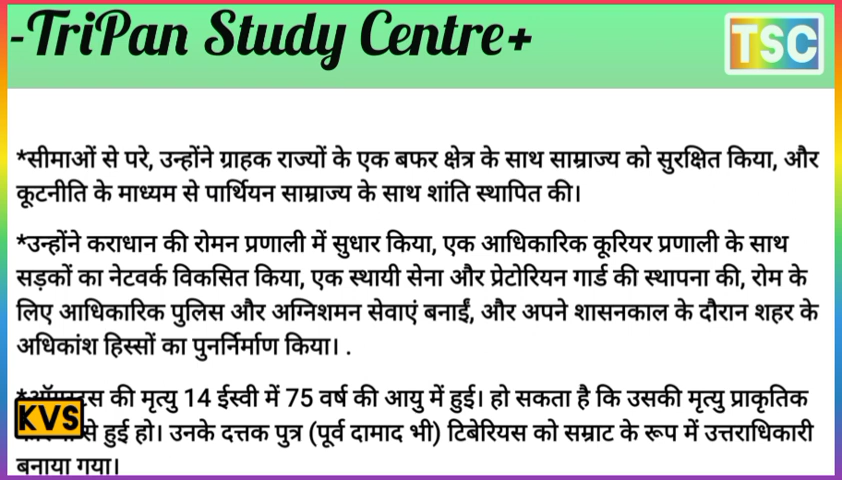 -TriPan Study Centre+
TSC
*सीमाओं से परे, उन्होंने ग्राहक राज्यों के एक बफर क्षेत्र के साथ साम्राज्य को सुरक्षित किया, और
कूटनीति के माध्यम से पार्थियन साम्राज्य के साथ शांति स्थापित की।
*उन्होंने कराधान की रोमन प्रणाली में सुधार किया, एक आधिकारिक कूरियर प्रणाली के साथ
सड़कों का नेटवर्क विकसित किया, एक स्थायी सेना और प्रेटोरियन गार्ड की स्थापना की, रोम के
लिए आधिकारिक पुलिस और अग्निशमन सेवाएं बनाईं, और अपने शासनकाल के दौरान शहर के
अधिकांश हिस्सों का पुनर्निर्माण किया। .
की मृत्यु 14 ईस्वी में 75 वर्ष की आयु में हुई। हो सकता है कि उसकी मृत्यु प्राकृतिक
KVS
से हुई हो। उनके दत्तक पुत्र (पूर्व दामाद भी) टिबेरियस को सम्राट के रूप में उत्तराधिकारी
बनाया गया।